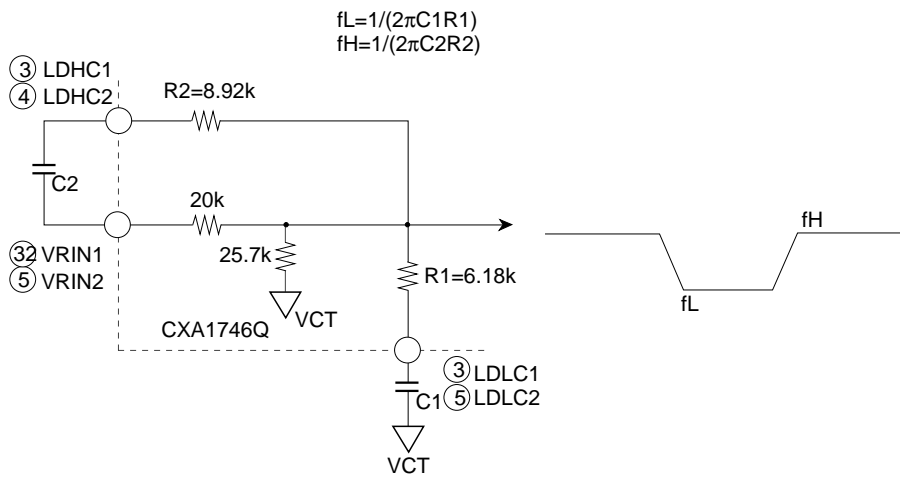 fL=1/(2πC1R1)
fH=1/(2πC2R2)
③ LDHC1
④ LDHC2
R2=8.92k
C2
20k
㉜ VRIN1
⑤ VRIN2
25.7k
VCT
R1=6.18k
CXA1746Q
③ LDLC1
⑤ LDLC2
C1
VCT
fH
fL